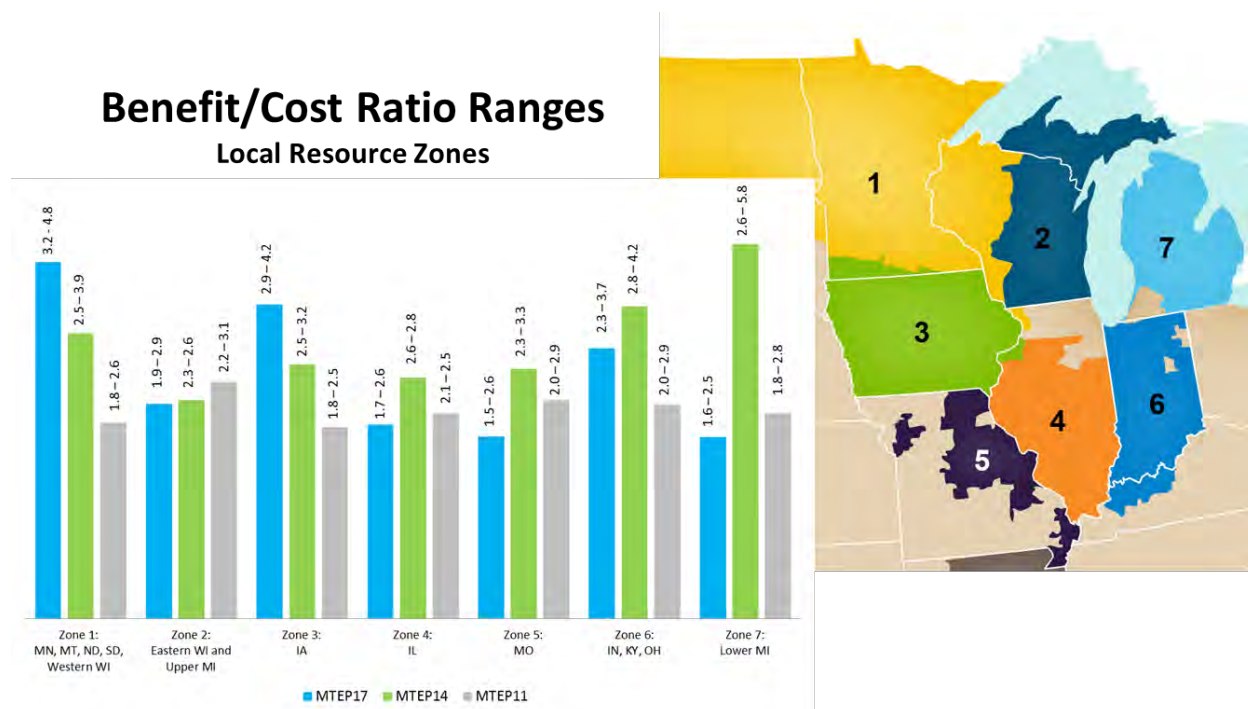 Benefit/Cost Ratio Ranges
Local Resource Zones
3.2 - 4.8
2.5 – 3.9
1.8 – 2.6
1.9 – 2.9
2.3 – 2.6
2.2 – 3.1
2.9 – 4.2
2.5 – 3.2
1.8 – 2.5
1.7 – 2.6
2.6 – 2.8
2.1 – 2.5
1.5 – 2.6
2.3 – 3.3
2.0 – 2.9
2.3 – 3.7
2.8 – 4.2
2.0 – 2.9
1.6 – 2.5
2.6 – 5.8
1.8 – 2.8
Zone 1:
MN, MT, ND, SD,
Western WI
Zone 2:
Eastern WI and
Upper MI
Zone 3:
IA
Zone 4:
IL
Zone 5:
MO
Zone 6:
IN, KY, OH
Zone 7:
Lower MI
MTEP17 MTEP14 MTEP11
1
2
7
3
4
6
5